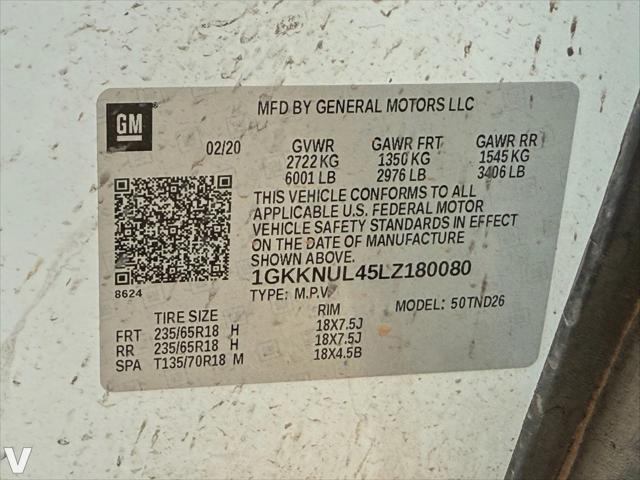 MFD BY GENERAL MOTORS LLC
GM ®
02/20 GVWR GAWR FRT GAWR RR
2722 KG 1350 KG 1545 KG
6001 LB 2976 LB 3406 LB
THIS VEHICLE CONFORMS TO ALL
APPLICABLE U.S. FEDERAL MOTOR
VEHICLE SAFETY STANDARDS IN EFFECT
ON THE DATE OF MANUFACTURE
SHOWN ABOVE.
1GKKNUL45LZ180080
8624 TYPE: M.P.V. MODEL: 50TND26
TIRE SIZE RIM
FRT 235/65R18 H 18X7.5J
RR 235/65R18 H 18X7.5J
SPA T135/70R18 M 18X4.5B
V